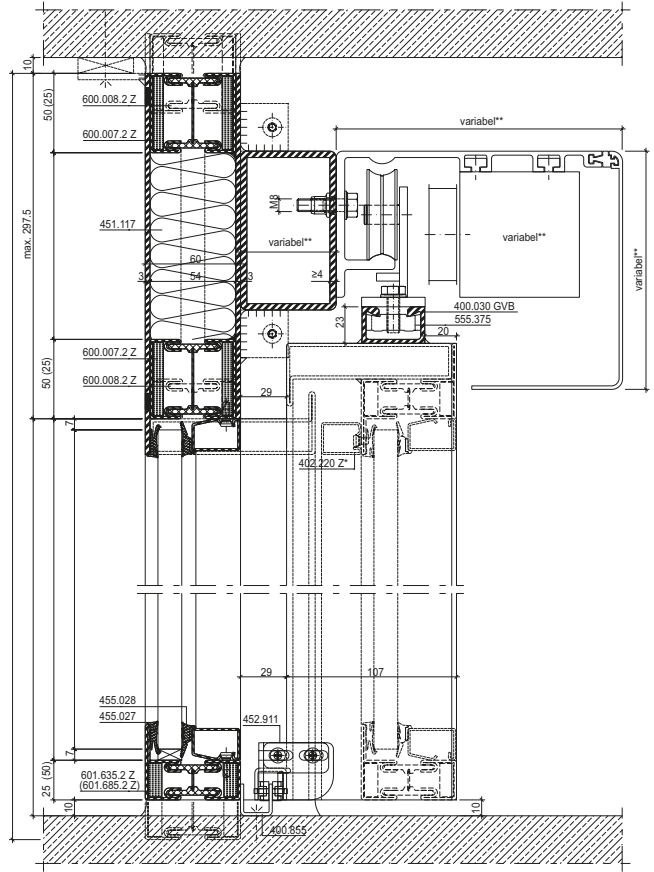 10
50 (25)
600.008.2 Z
600.007.2 Z
variabel**
M8
451.117
variabel**
variabel**
variabel**
max. 297.5
60
3
54
3
≥4
400.030 GVB
555.375
23
20
600.007.2 Z
50 (25)
600.008.2 Z
29
7
402.220 Z*
29
107
455.028
455.027
452.911
7
601.635.2 Z
(601.685.2 Z)
25 (50)
10
10
400.855